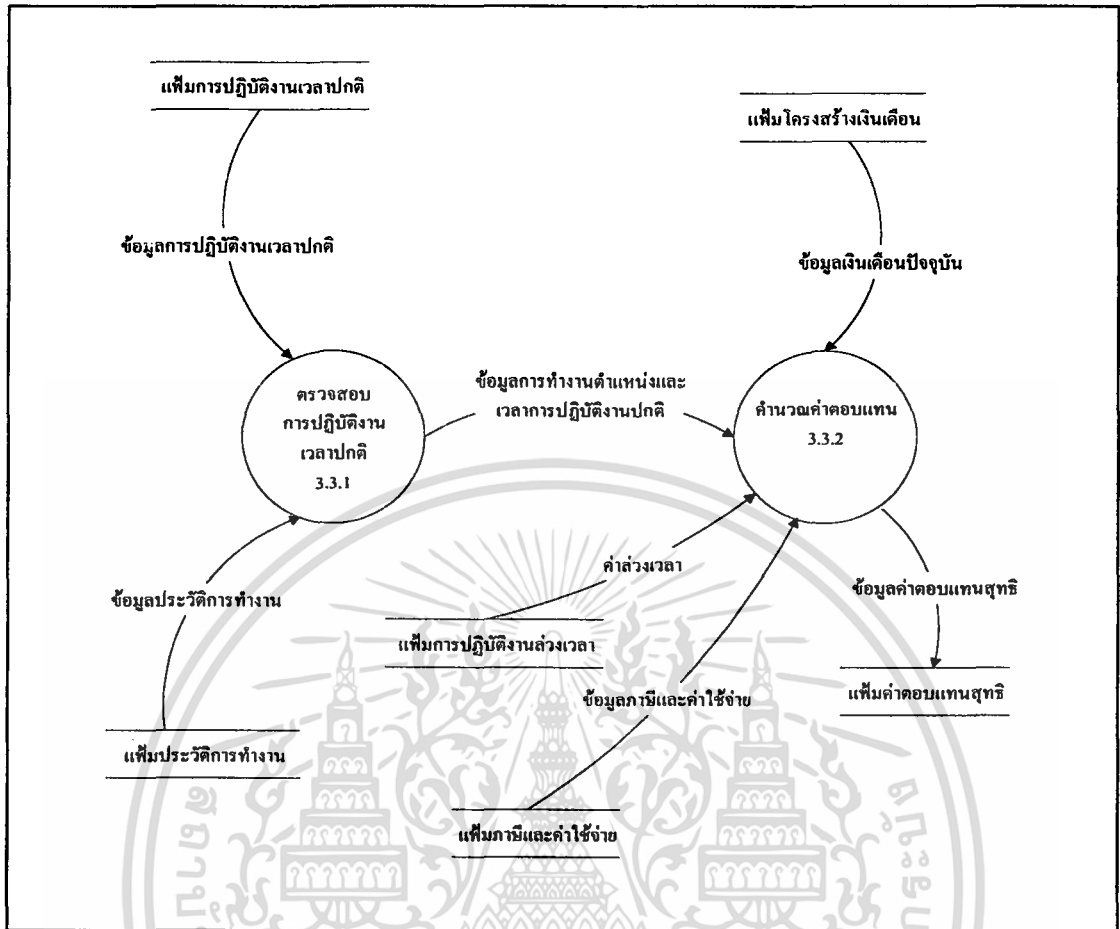 แฟ้มการปฏิบัติงานเวลาปกติ
แฟ้มโครงสร้างเงินเดือน
ข้อมูลการปฏิบัติงานเวลาปกติ
ข้อมูลเงินเดือนปัจจุบัน
ตรวจสอบ
การปฏิบัติงาน
เวลาปกติ
3.3.1
ข้อมูลการทำงานตำแหน่งและ
เวลาการปฏิบัติงานปกติ
คำนวณค่าตอบแทน
3.3.2
ข้อมูลประวัติการทำงาน
ค่าล่วงเวลา
ข้อมูลค่าตอบแทนสุทธิ
แฟ้มการปฏิบัติงานล่วงเวลา
แฟ้มค่าตอบแทนสุทธิ
ข้อมูลภาษีและค่าใช้จ่าย
แฟ้มประวัติการทำงาน
แฟ้มภาษีและค่าใช้จ่าย